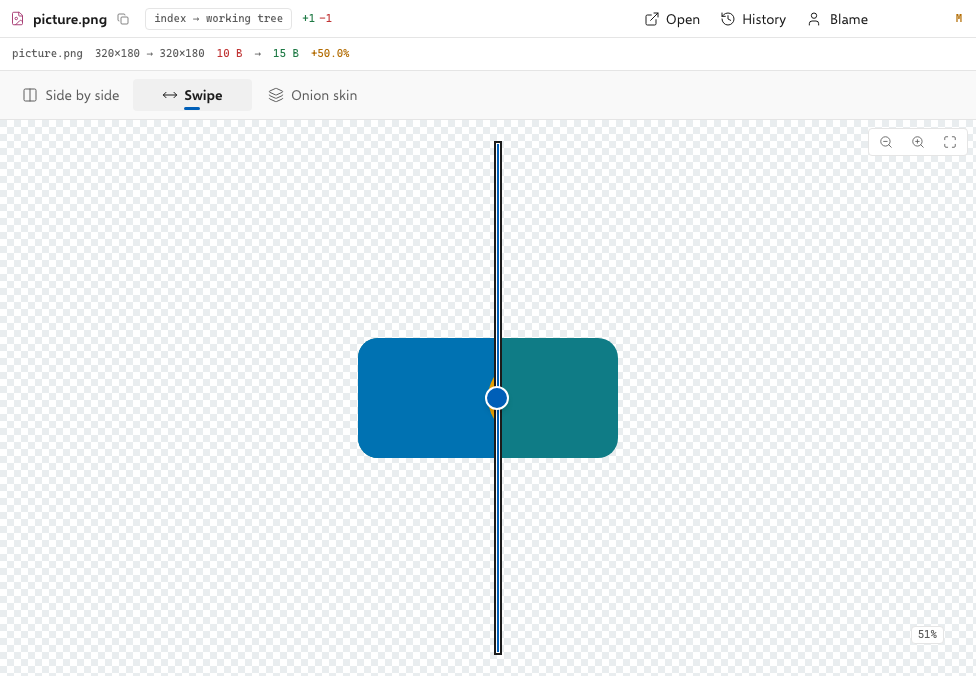 picture.png index → working tree +1 −1 Open History Blame M
picture.png 320×180 → 320×180 10 B → 15 B +50.0%
Side by side Swipe Onion skin
51%